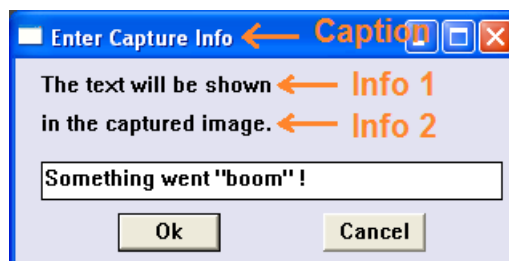 Enter Capture Info Caption
The text will be shown Info 1
in the captured image. Info 2
Something went "boom" !
Ok Cancel